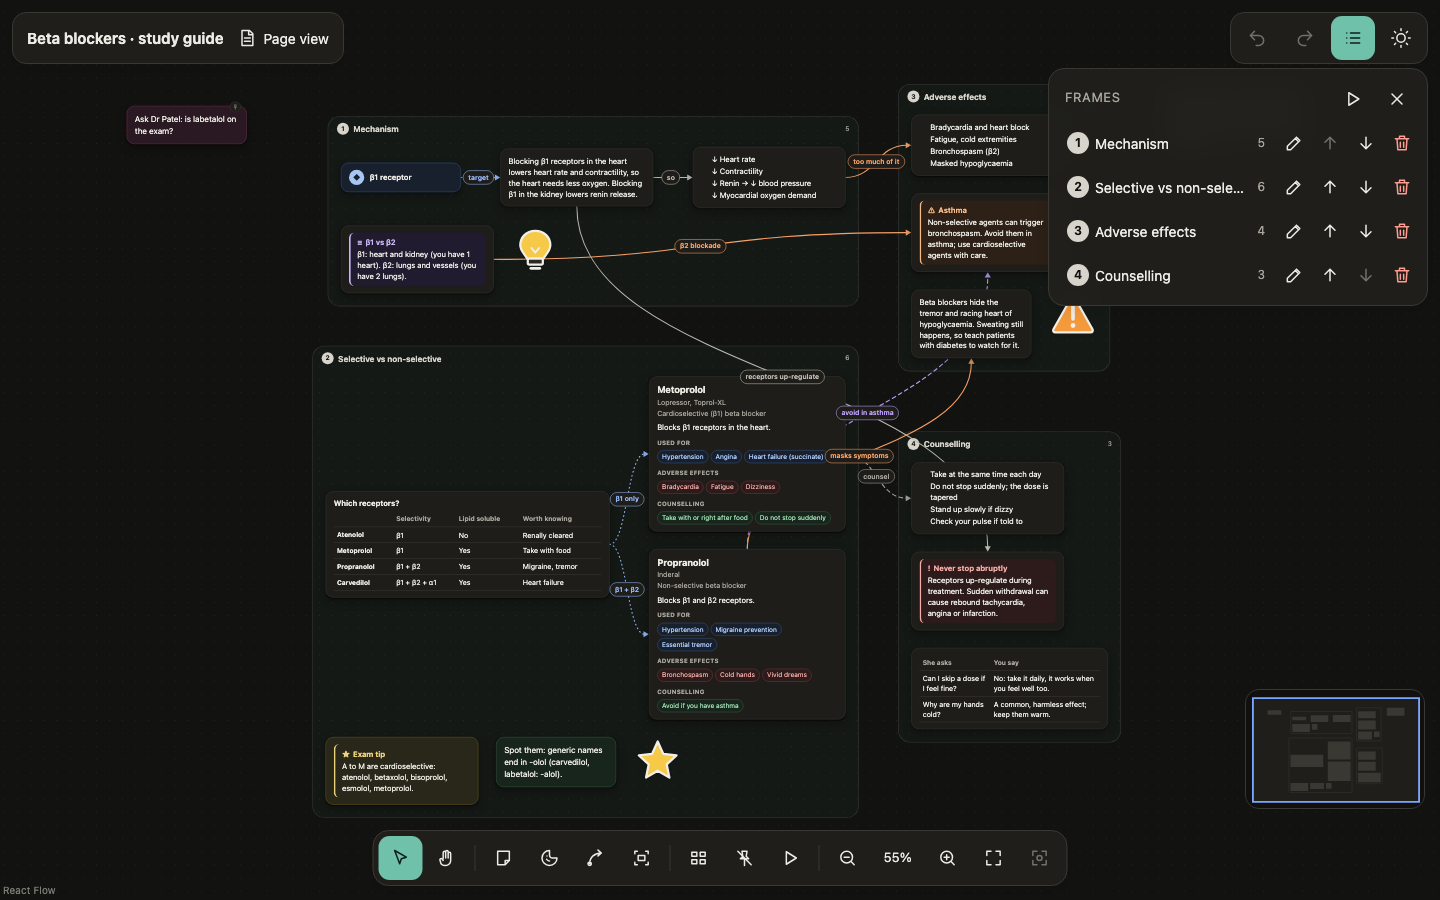 Beta blockers · study guide
Page view
Ask Dr Patel: is labetalol on
the exam?
1 Mechanism 5
β1 receptor
target
Blocking β1 receptors in the heart
lowers heart rate and contractility, so
the heart needs less oxygen. Blocking
β1 in the kidney lowers renin release.
so
↓ Heart rate
↓ Contractility
↓ Renin → ↓ blood pressure
↓ Myocardial oxygen demand
too much of it
≡ β1 vs β2
β1: heart and kidney (you have 1
heart). β2: lungs and vessels (you
have 2 lungs).
β2 blockade
3 Adverse effects
Bradycardia and heart block
Fatigue, cold extremities
Bronchospasm (β2)
Masked hypoglycaemia
Asthma
Non-selective agents can trigger
bronchospasm. Avoid them in
asthma; use cardioselective
agents with care.
Beta blockers hide the
tremor and racing heart of
hypoglycaemia. Sweating still
happens, so teach patients
with diabetes to watch for it.
FRAMES
1 Mechanism 5
2 Selective vs non-sele... 6
3 Adverse effects 4
4 Counselling 3
2 Selective vs non-selective 6
receptors up-regulate
Metoprolol
Lopressor, Toprol-XL
Cardioselective (β1) beta blocker
Blocks β1 receptors in the heart.
USED FOR
Hypertension Angina Heart failure (succinate)
ADVERSE EFFECTS
Bradycardia Fatigue Dizziness
COUNSELLING
Take with or right after food Do not stop suddenly
avoid in asthma
masks symptoms
counsel
Which receptors?
Selectivity Lipid soluble Worth knowing
Atenolol β1 No Renally cleared
Metoprolol β1 Yes Take with food
Propranolol β1 + β2 Yes Migraine, tremor
Carvedilol β1 + β2 + α1 Yes Heart failure
β1 only
β1 + β2
Propranolol
Inderal
Non-selective beta blocker
Blocks β1 and β2 receptors.
USED FOR
Hypertension Migraine prevention
Essential tremor
ADVERSE EFFECTS
Bronchospasm Cold hands Vivid dreams
COUNSELLING
Avoid if you have asthma
Exam tip
A to M are cardioselective:
atenolol, betaxolol, bisoprolol,
esmolol, metoprolol.
Spot them: generic names
end in -olol (carvedilol,
labetalol: -alol).
4 Counselling 3
Take at the same time each day
Do not stop suddenly; the dose is
tapered
Stand up slowly if dizzy
Check your pulse if told to
! Never stop abruptly
Receptors up-regulate during
treatment. Sudden withdrawal can
cause rebound tachycardia,
angina or infarction.
She asks You say
Can I skip a dose if No: take it daily, it works when
I feel fine? you feel well too.
Why are my hands A common, harmless effect;
cold? keep them warm.
55%
React Flow